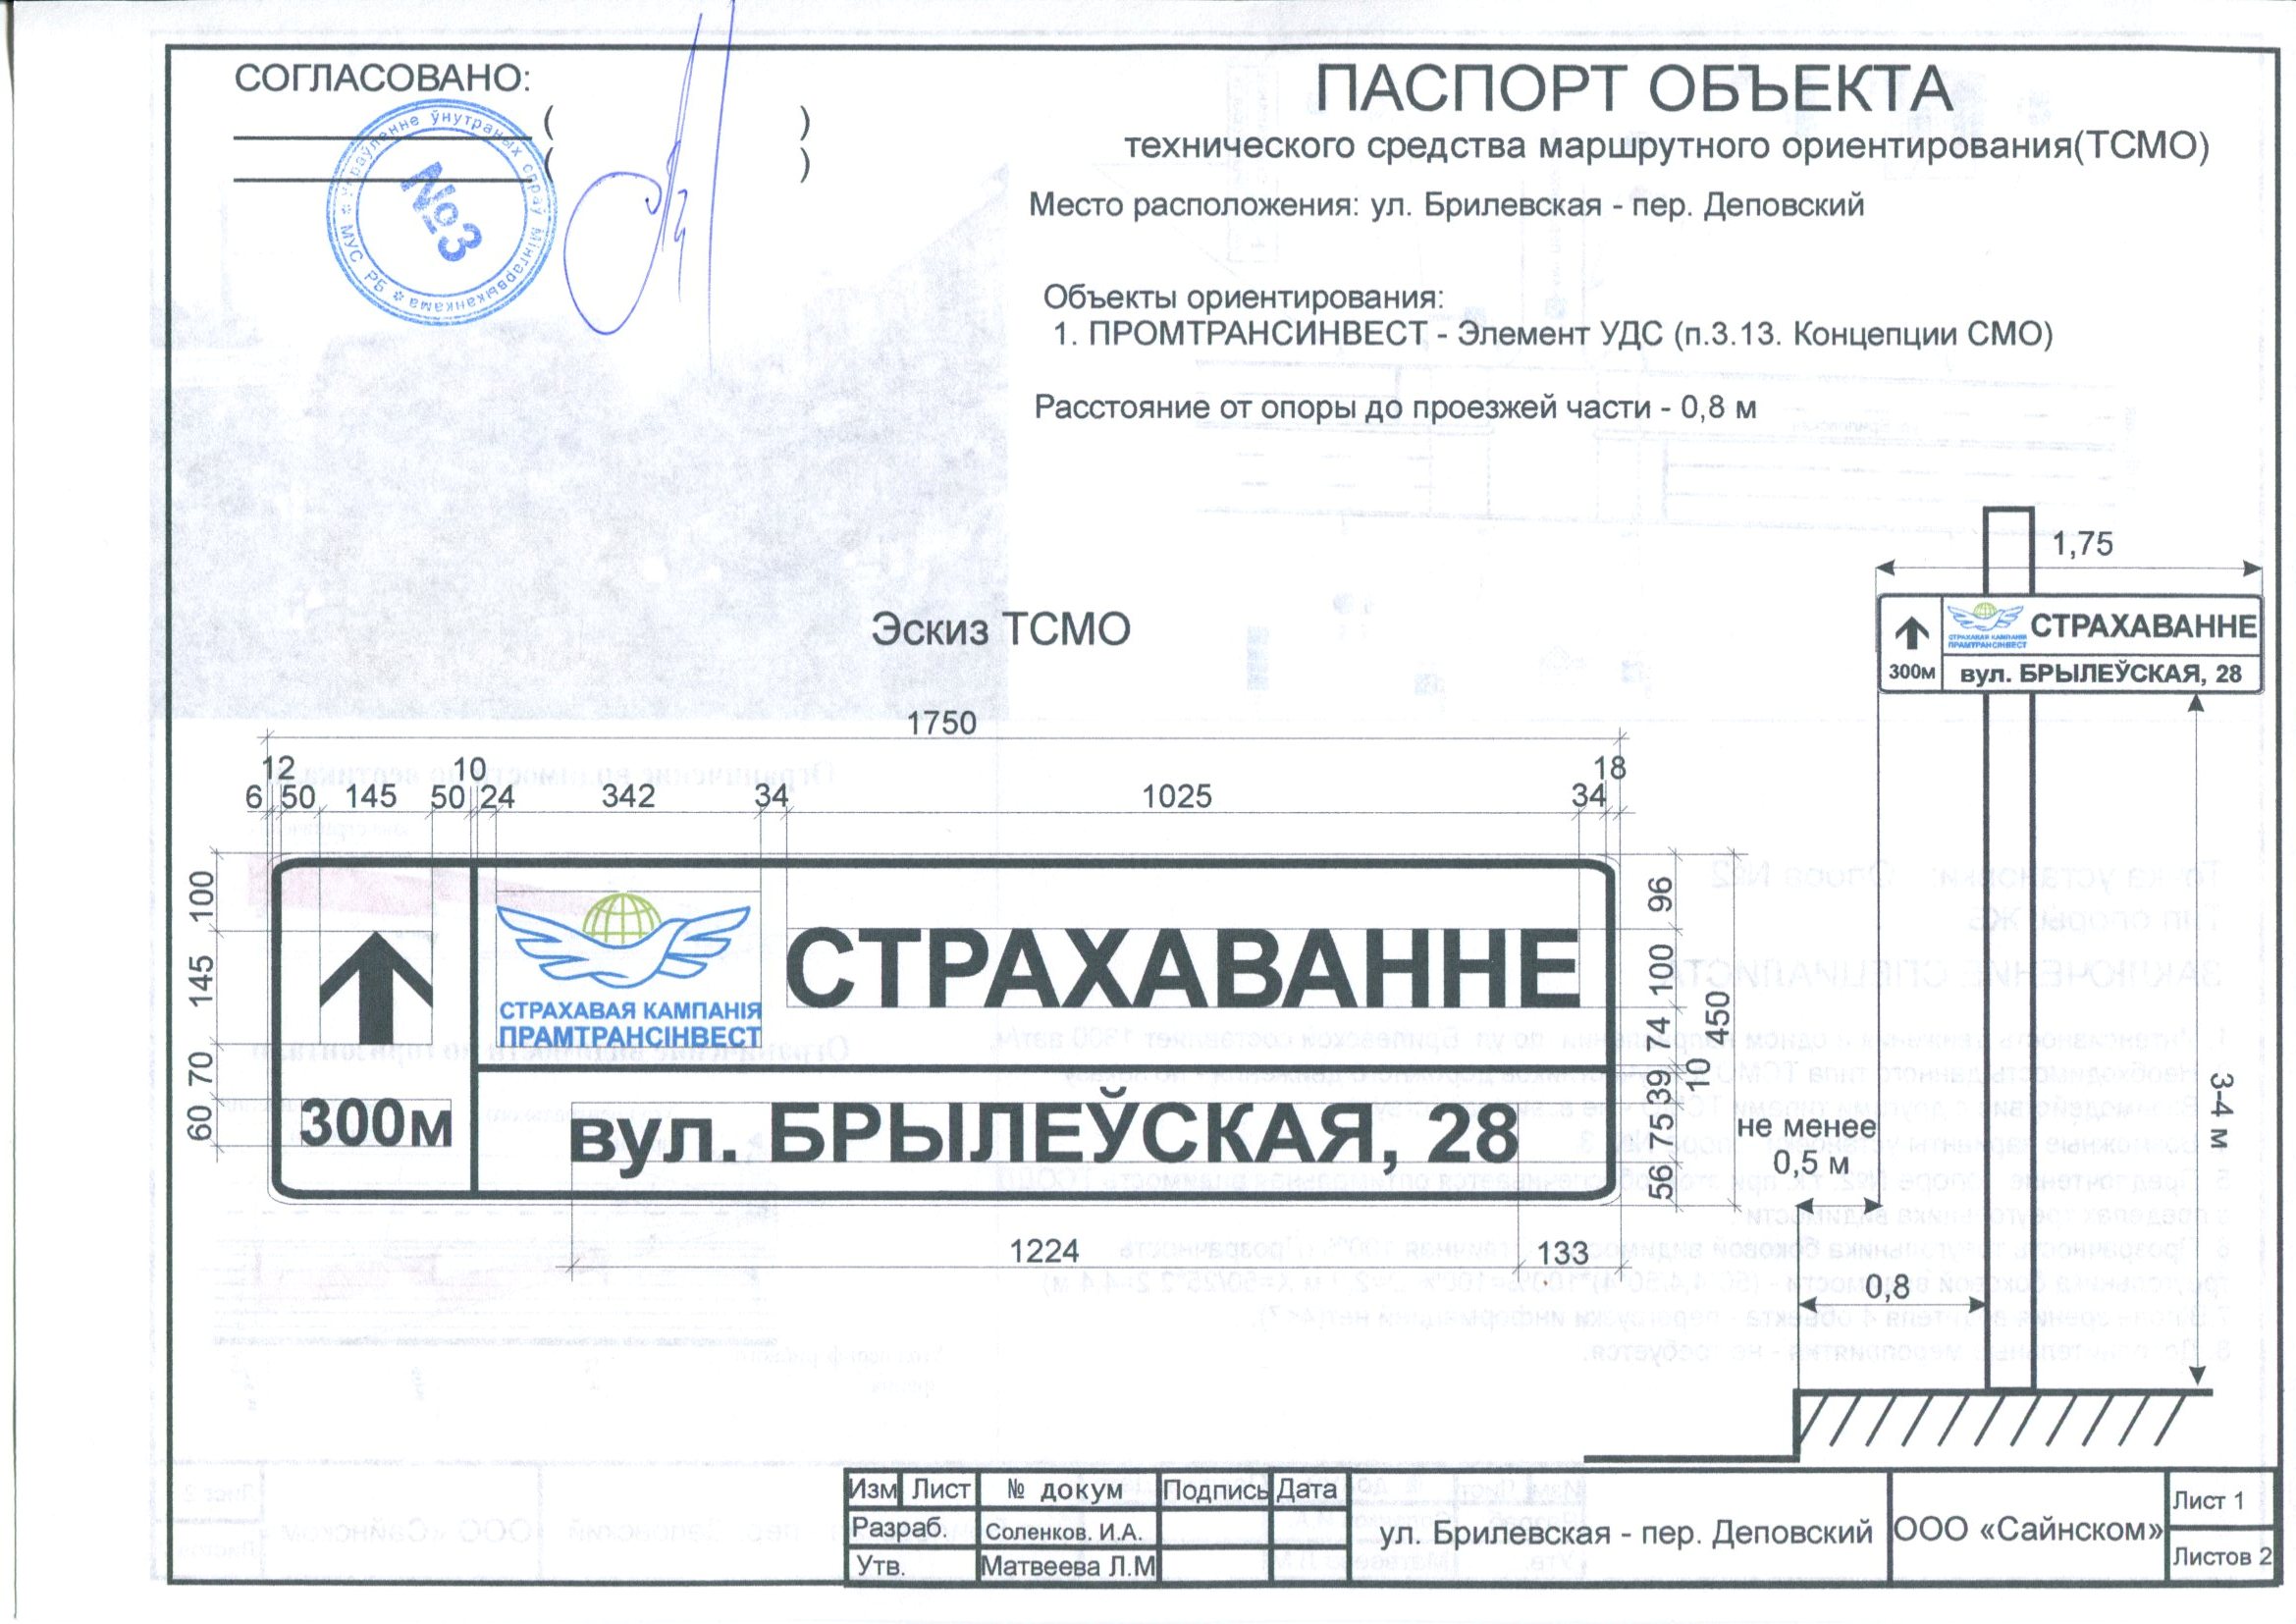 СОГЛАСОВАНО:
( )
( )
Упраўленне ўнутраных спраў Мінгарвыканкама * МУС РБ *
№3
ПАСПОРТ ОБЪЕКТА
технического средства маршрутного ориентирования(ТСМО)
Место расположения: ул. Брилевская - пер. Деповский
Объекты ориентирования:
1. ПРОМТРАНСИНВЕСТ - Элемент УДС (п.3.13. Концепции СМО)
Расстояние от опоры до проезжей части - 0,8 м
Эскиз ТСМО
1,75
СТРАХАВАЯ КАМПАНІЯ
ПРАМТРАНСІНВЕСТ
СТРАХАВАННЕ
300м
вул. БРЫЛЕЎСКАЯ, 28
1750
12 10 18
6 50 145 50 24 342 34 1025 34
100 145 70 60
СТРАХАВАЯ КАМПАНІЯ
ПРАМТРАНСІНВЕСТ
СТРАХАВАННЕ
300м
вул. БРЫЛЕЎСКАЯ, 28
96 100 74 10 39 75 56
450
1224 133
не менее
0,5 м
0,8
3-4 м
Изм Лист № докум Подпись Дата
Разраб. Соленков. И.А.
Утв. Матвеева Л.М
ул. Брилевская - пер. Деповский
ООО «Сайнском»
Лист 1
Листов 2